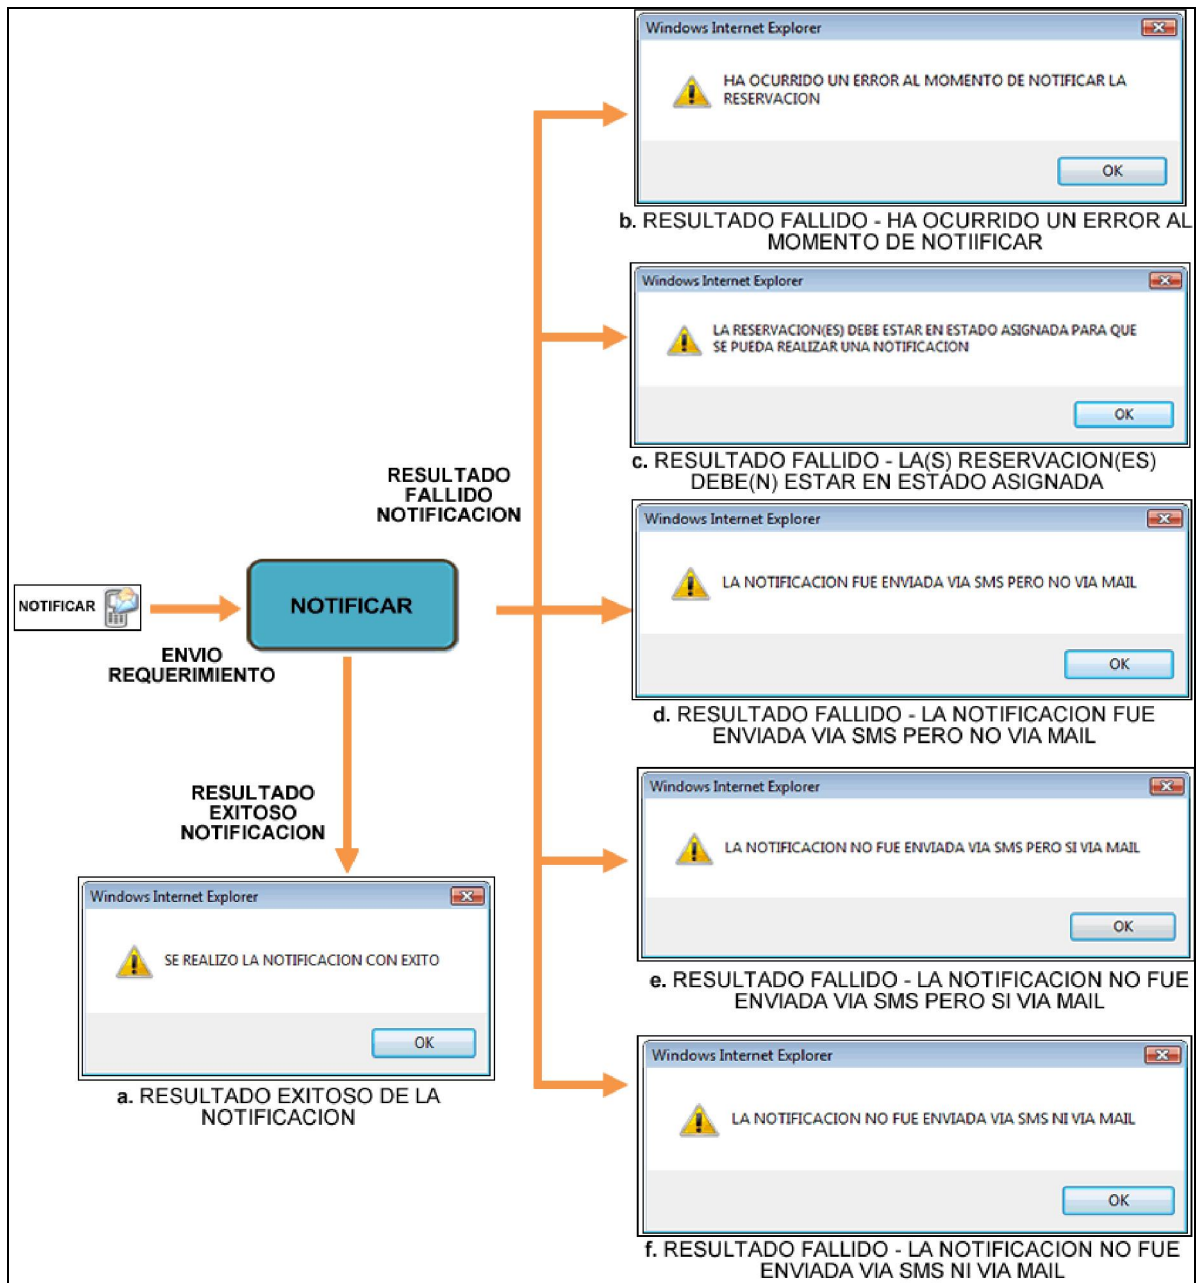 Windows Internet Explorer
HA OCURRIDO UN ERROR AL MOMENTO DE NOTIFICAR LA
RESERVACION
OK
b. RESULTADO FALLIDO - HA OCURRIDO UN ERROR AL
MOMENTO DE NOTIIFICAR
Windows Internet Explorer
LA RESERVACION(ES) DEBE ESTAR EN ESTADO ASIGNADA PARA QUE
SE PUEDA REALIZAR UNA NOTIFICACION
OK
c. RESULTADO FALLIDO - LA(S) RESERVACION(ES)
DEBE(N) ESTAR EN ESTADO ASIGNADA
RESULTADO
FALLIDO
NOTIFICACION
Windows Internet Explorer
LA NOTIFICACION FUE ENVIADA VIA SMS PERO NO VIA MAIL
OK
d. RESULTADO FALLIDO - LA NOTIFICACION FUE
ENVIADA VIA SMS PERO NO VIA MAIL
NOTIFICAR
NOTIFICAR
ENVIO
REQUERIMIENTO
RESULTADO
EXITOSO
NOTIFICACION
Windows Internet Explorer
LA NOTIFICACION NO FUE ENVIADA VIA SMS PERO SI VIA MAIL
OK
e. RESULTADO FALLIDO - LA NOTIFICACION NO FUE
ENVIADA VIA SMS PERO SI VIA MAIL
Windows Internet Explorer
SE REALIZO LA NOTIFICACION CON EXITO
OK
a. RESULTADO EXITOSO DE LA
NOTIFICACION
Windows Internet Explorer
LA NOTIFICACION NO FUE ENVIADA VIA SMS NI VIA MAIL
OK
f. RESULTADO FALLIDO - LA NOTIFICACION NO FUE
ENVIADA VIA SMS NI VIA MAIL